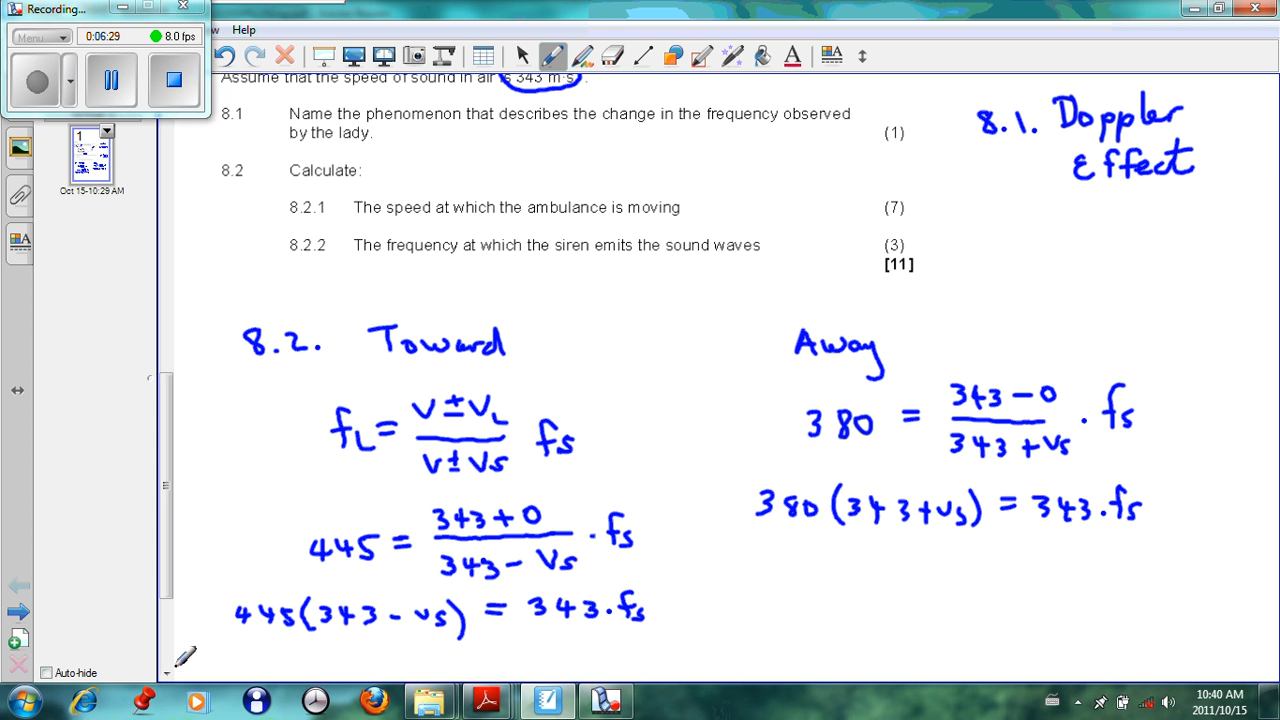 Recording...
Menu
0:06:29
8.0 fps
Help
Assume that the speed of sound in air is 343 m·s
8.1 Name the phenomenon that describes the change in the frequency observed
by the lady. (1)
8.2 Calculate:
8.2.1 The speed at which the ambulance is moving (7)
8.2.2 The frequency at which the siren emits the sound waves (3)
[11]
8.1. Doppler
Effect
1
Oct 15-10:29 AM
8.2. Toward
fL = (V ± VL)/(V ± Vs) fs
445 = (343 + 0)/(343 - Vs) . fs
445(343 - vs) = 343.fs
Away
380 = (343 - 0)/(343 + vs) . fs
380(343 + vs) = 343.fs
Auto-hide
10:40 AM
2011/10/15